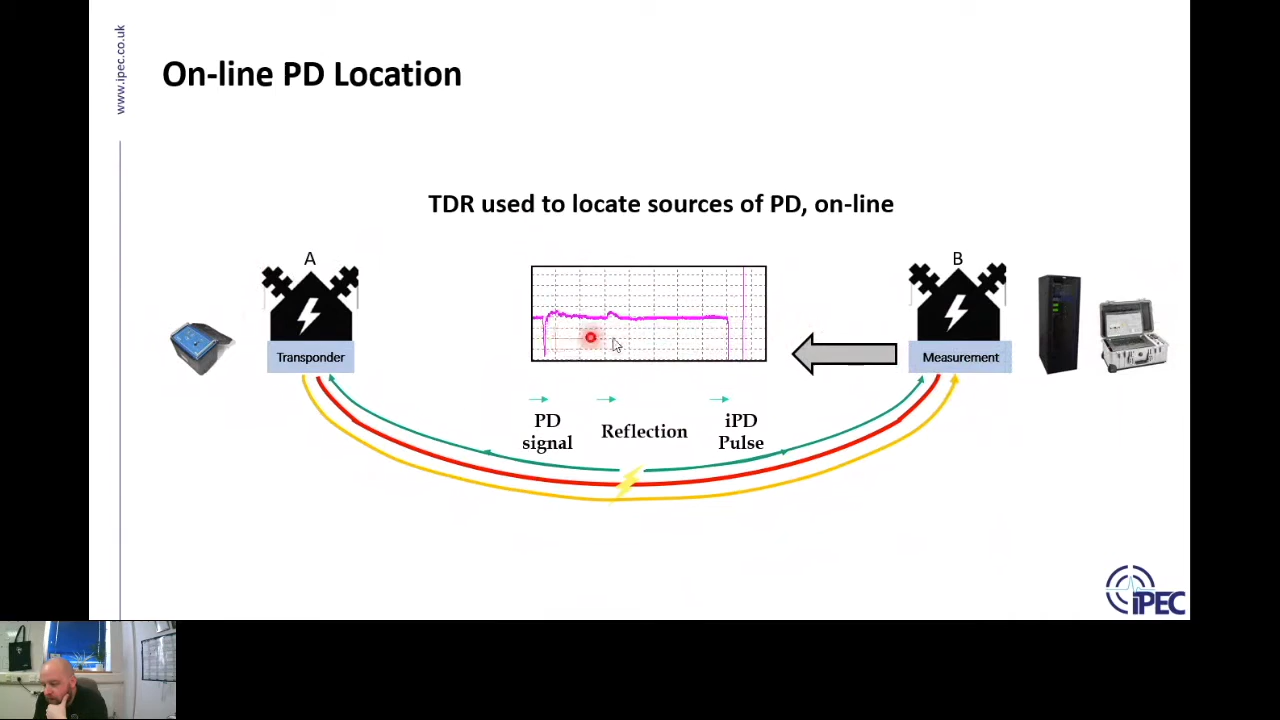 www.ipec.co.uk
On-line PD Location
TDR used to locate sources of PD, on-line
A
B
Transponder
Measurement
PD
signal
Reflection
iPD
Pulse
iPEC